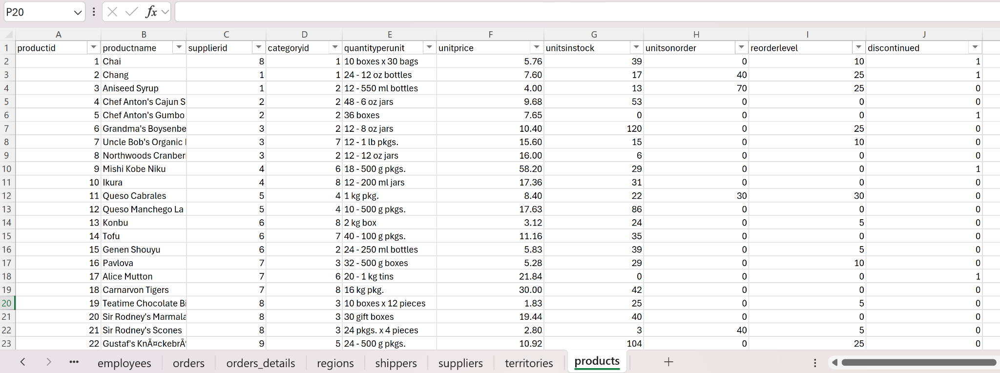 P20 fx
A B C D E F G H I J
1 productid productname supplierid categoryid quantityperunit unitprice unitsinstock unitsonorder reorderlevel discontinued
2 1 Chai 8 1 10 boxes x 30 bags 5.76 39 0 10 1
3 2 Chang 1 1 24 - 12 oz bottles 7.60 17 40 25 1
4 3 Aniseed Syrup 1 2 12 - 550 ml bottles 4.00 13 70 25 0
5 4 Chef Anton's Cajun S 2 2 48 - 6 oz jars 9.68 53 0 0 0
6 5 Chef Anton's Gumbo 2 2 36 boxes 7.65 0 0 0 1
7 6 Grandma's Boysenbe 3 2 12 - 8 oz jars 10.40 120 0 25 0
8 7 Uncle Bob's Organic 3 7 12 - 1 lb pkgs. 15.60 15 0 10 0
9 8 Northwoods Cranber 3 2 12 - 12 oz jars 16.00 6 0 0 0
10 9 Mishi Kobe Niku 4 6 18 - 500 g pkgs. 58.20 29 0 0 1
11 10 Ikura 4 8 12 - 200 ml jars 17.36 31 0 0 0
12 11 Queso Cabrales 5 4 1 kg pkg. 8.40 22 30 30 0
13 12 Queso Manchego La 5 4 10 - 500 g pkgs. 17.63 86 0 0 0
14 13 Konbu 6 8 2 kg box 3.12 24 0 5 0
15 14 Tofu 6 7 40 - 100 g pkgs. 11.16 35 0 0 0
16 15 Genen Shouyu 6 2 24 - 250 ml bottles 5.83 39 0 5 0
17 16 Pavlova 7 3 32 - 500 g boxes 5.28 29 0 10 0
18 17 Alice Mutton 7 6 20 - 1 kg tins 21.84 0 0 0 1
19 18 Carnarvon Tigers 7 8 16 kg pkg. 30.00 42 0 0 0
20 19 Teatime Chocolate Bi 8 3 10 boxes x 12 pieces 1.83 25 0 5 0
21 20 Sir Rodney's Marmala 8 3 30 gift boxes 19.44 40 0 0 0
22 21 Sir Rodney's Scones 8 3 24 pkgs. x 4 pieces 2.80 3 40 5 0
23 22 Gustaf's KnÃ¤ckebrÃ 9 5 24 - 500 g pkgs. 10.92 104 0 25 0
employees orders orders_details regions shippers suppliers territories products